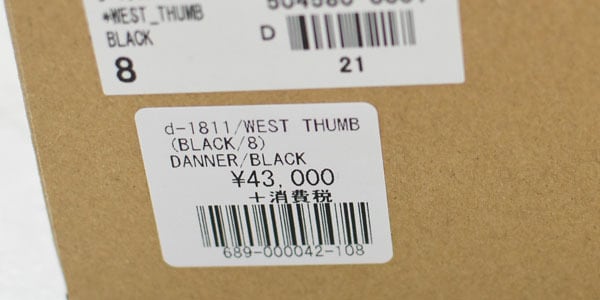 *WEST_THUMB
BLACK
8
D
21
d-1811/WEST THUMB
(BLACK/8)
DANNER/BLACK
¥43,000
+消費税
689-000042-108